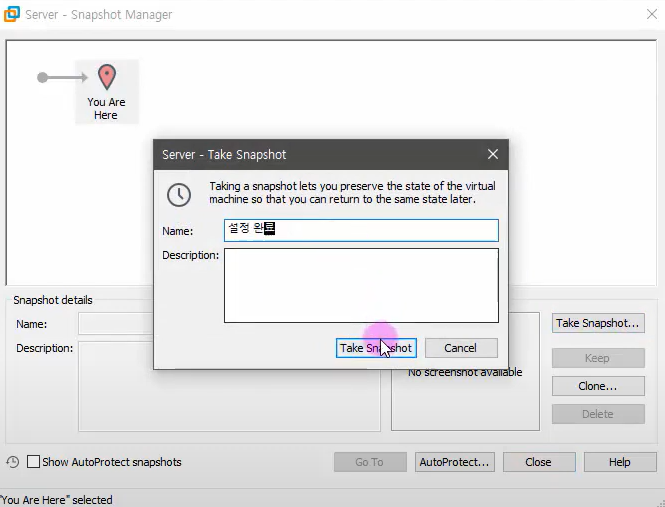 Server - Snapshot Manager
You Are
Here
Server - Take Snapshot
Taking a snapshot lets you preserve the state of the virtual
machine so that you can return to the same state later.
Name: 설정 완료
Description:
Take Snapshot
Cancel
Snapshot details
Name:
Description:
No screenshot available
Take Snapshot...
Keep
Clone...
Delete
Show AutoProtect snapshots
Go To
AutoProtect...
Close
Help
"You Are Here" selected